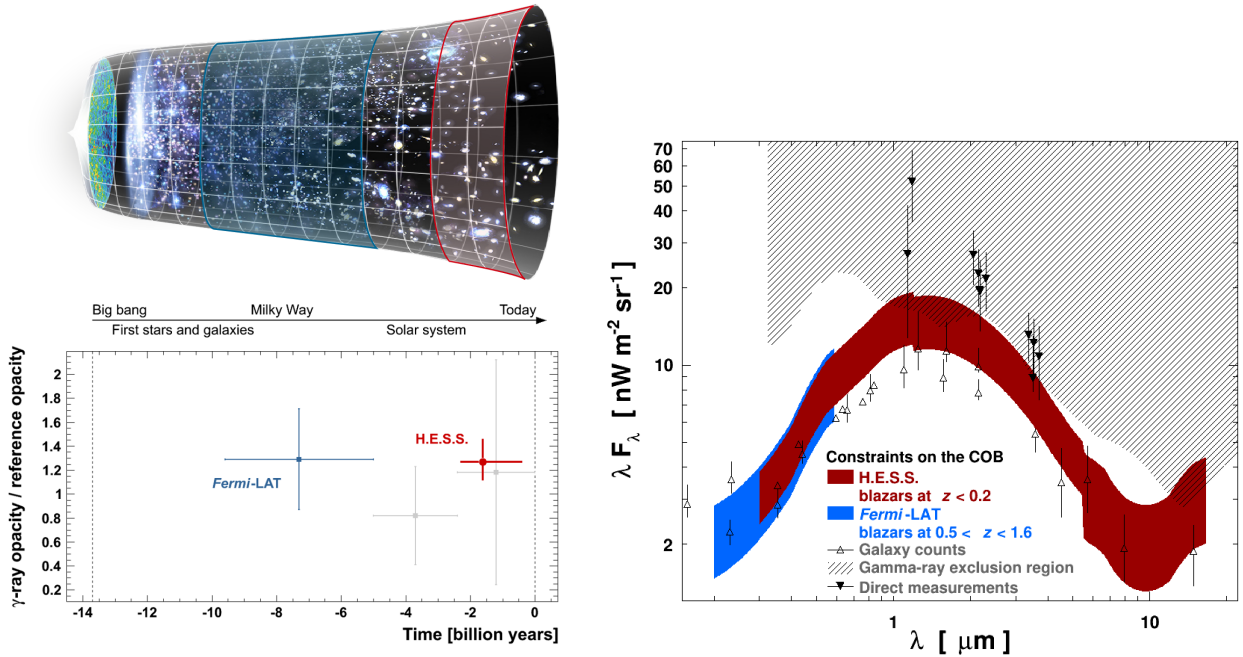 Big bang
Milky Way
Today
First stars and galaxies
Solar system
γ-ray opacity / reference opacity
2
1.8
1.6
1.4
1.2
1
0.8
0.6
0.4
0.2
H.E.S.S.
Fermi-LAT
-14
-12
-10
-8
-6
-4
-2
0
Time [billion years]
λ Fλ [ nW m-2 sr-1]
70
60
50
40
30
20
10
2
Constraints on the COB
H.E.S.S.
blazars at z < 0.2
Fermi -LAT
blazars at 0.5 < z < 1.6
Galaxy counts
Gamma-ray exclusion region
Direct measurements
1
10
λ [ μm]